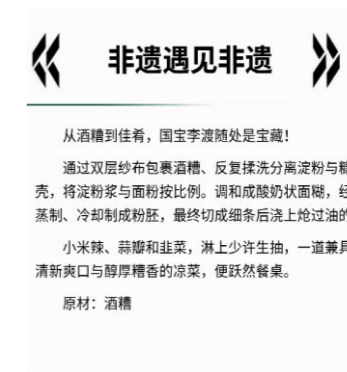 非遗遇见非遗
从酒糟到佳肴，国宝李渡随处是宝藏！
通过双层纱布包裹酒糟、反复揉洗分离淀粉与糠
壳，将淀粉浆与面粉按比例。调和成酸奶状面糊，经
蒸制、冷却制成粉胚，最终切成细条后浇上炝过油的
小米辣、蒜瓣和韭菜，淋上少许生抽，一道兼具
清新爽口与醇厚糟香的凉菜，便跃然餐桌。
原材：酒糟